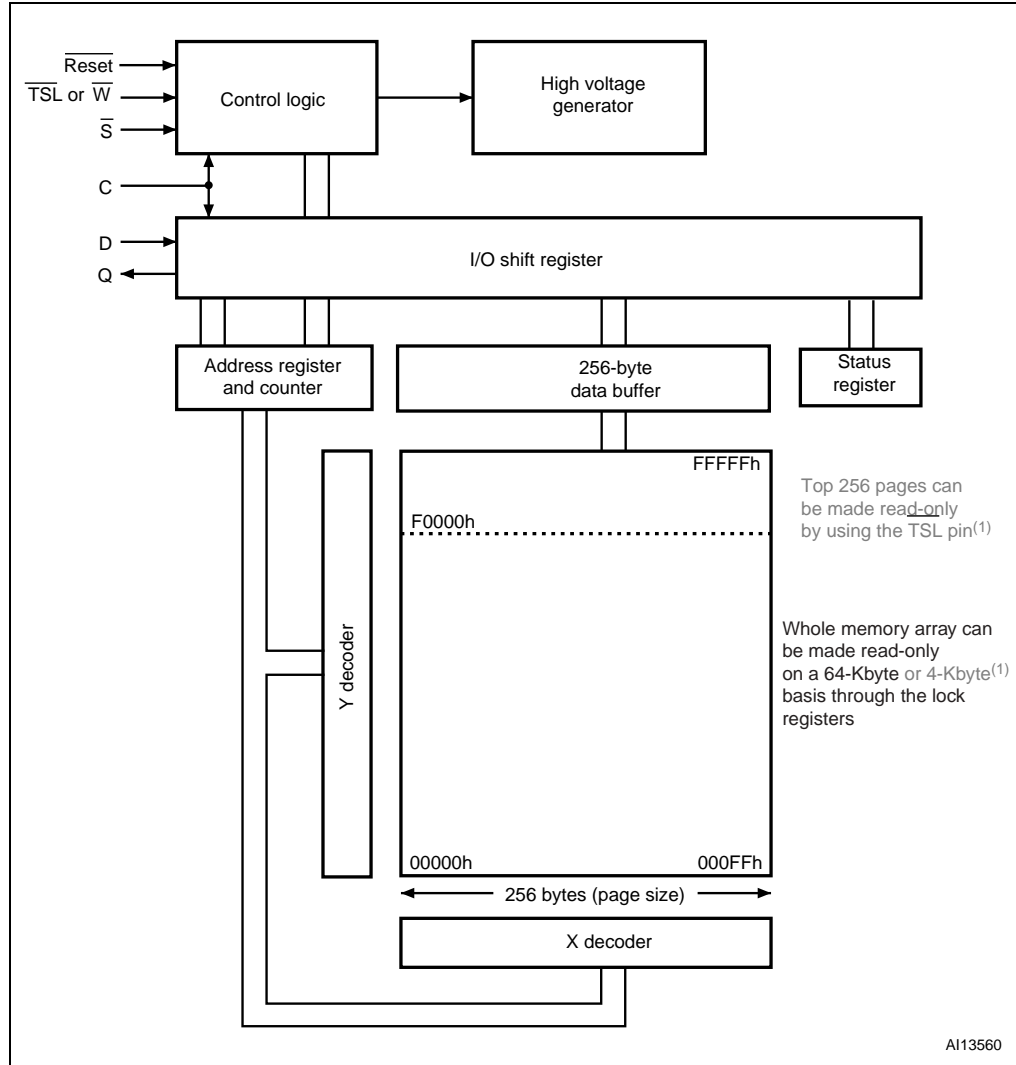 Reset
TSL or W
S
C
D
Q
Control logic
High voltage
generator
I/O shift register
Address register
and counter
256-byte
data buffer
Status
register
Y decoder
FFFFFh
F0000h
Top 256 pages can
be made read-only
by using the TSL pin(1)
Whole memory array can
be made read-only
on a 64-Kbyte or 4-Kbyte(1)
basis through the lock
registers
00000h
000FFh
256 bytes (page size)
X decoder
AI13560